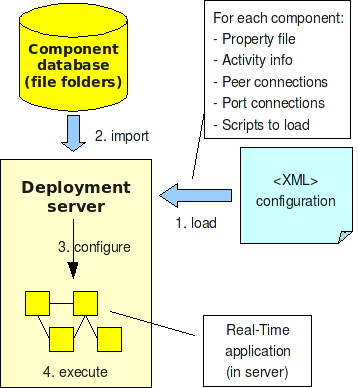 Component
database
(file folders)
For each component:
- Property file
- Activity info
- Peer connections
- Port connections
- Scripts to load
2. import
<XML>
configuration
1. load
Deployment
server
3. configure
4. execute
Real-Time
application
(in server)